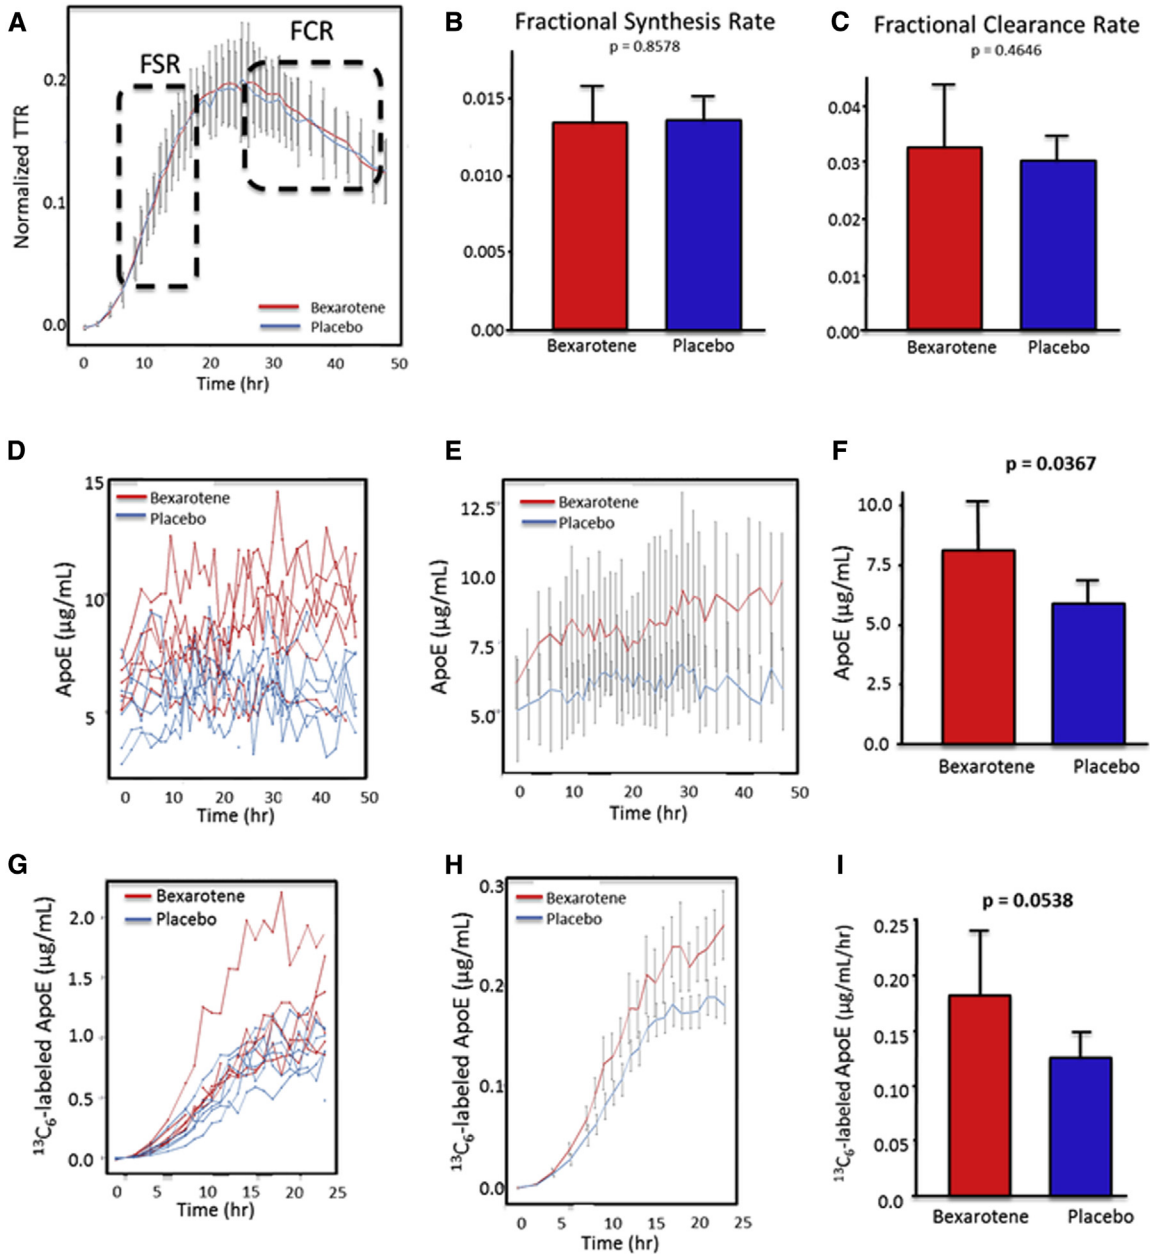 A
Normalized TTR
0.2
0.1
0.0
FSR
FCR
Bexarotene
Placebo
0 10 20 30 40 50
Time (hr)
B
Fractional Synthesis Rate
p = 0.8578
0.015
0.010
0.005
0.00
Bexarotene Placebo
C
Fractional Clearance Rate
p = 0.4646
0.04
0.03
0.02
0.01
0.00
Bexarotene Placebo
D
ApoE (µg/mL)
15
10
5
Bexarotene
Placebo
0 10 20 30 40 50
Time (hr)
E
ApoE (µg/mL)
12.5
10.0
7.5
5.0
Bexarotene
Placebo
0 10 20 30 40 50
Time (hr)
F
p = 0.0367
ApoE (µg/mL)
10.0
7.5
5.0
2.5
0.0
Bexarotene Placebo
G
¹³C₆-labeled ApoE (µg/mL)
2.0
1.5
1.0
0.5
0.0
Bexarotene
Placebo
0 5 10 15 20 25
Time (hr)
H
¹³C₆-labeled ApoE (µg/mL)
0.3
0.2
0.1
0.0
Bexarotene
Placebo
0 5 10 15 20 25
Time (hr)
I
p = 0.0538
¹³C₆-labeled ApoE (µg/mL/hr)
0.25
0.20
0.15
0.10
0.05
0.0
Bexarotene Placebo